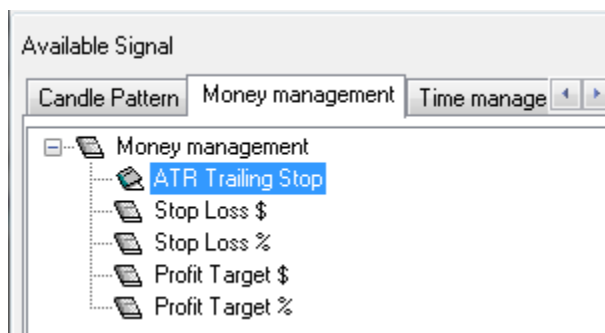 Available Signal
Candle Pattern Money management Time manage
Money management
ATR Trailing Stop
Stop Loss $
Stop Loss %
Profit Target $
Profit Target %